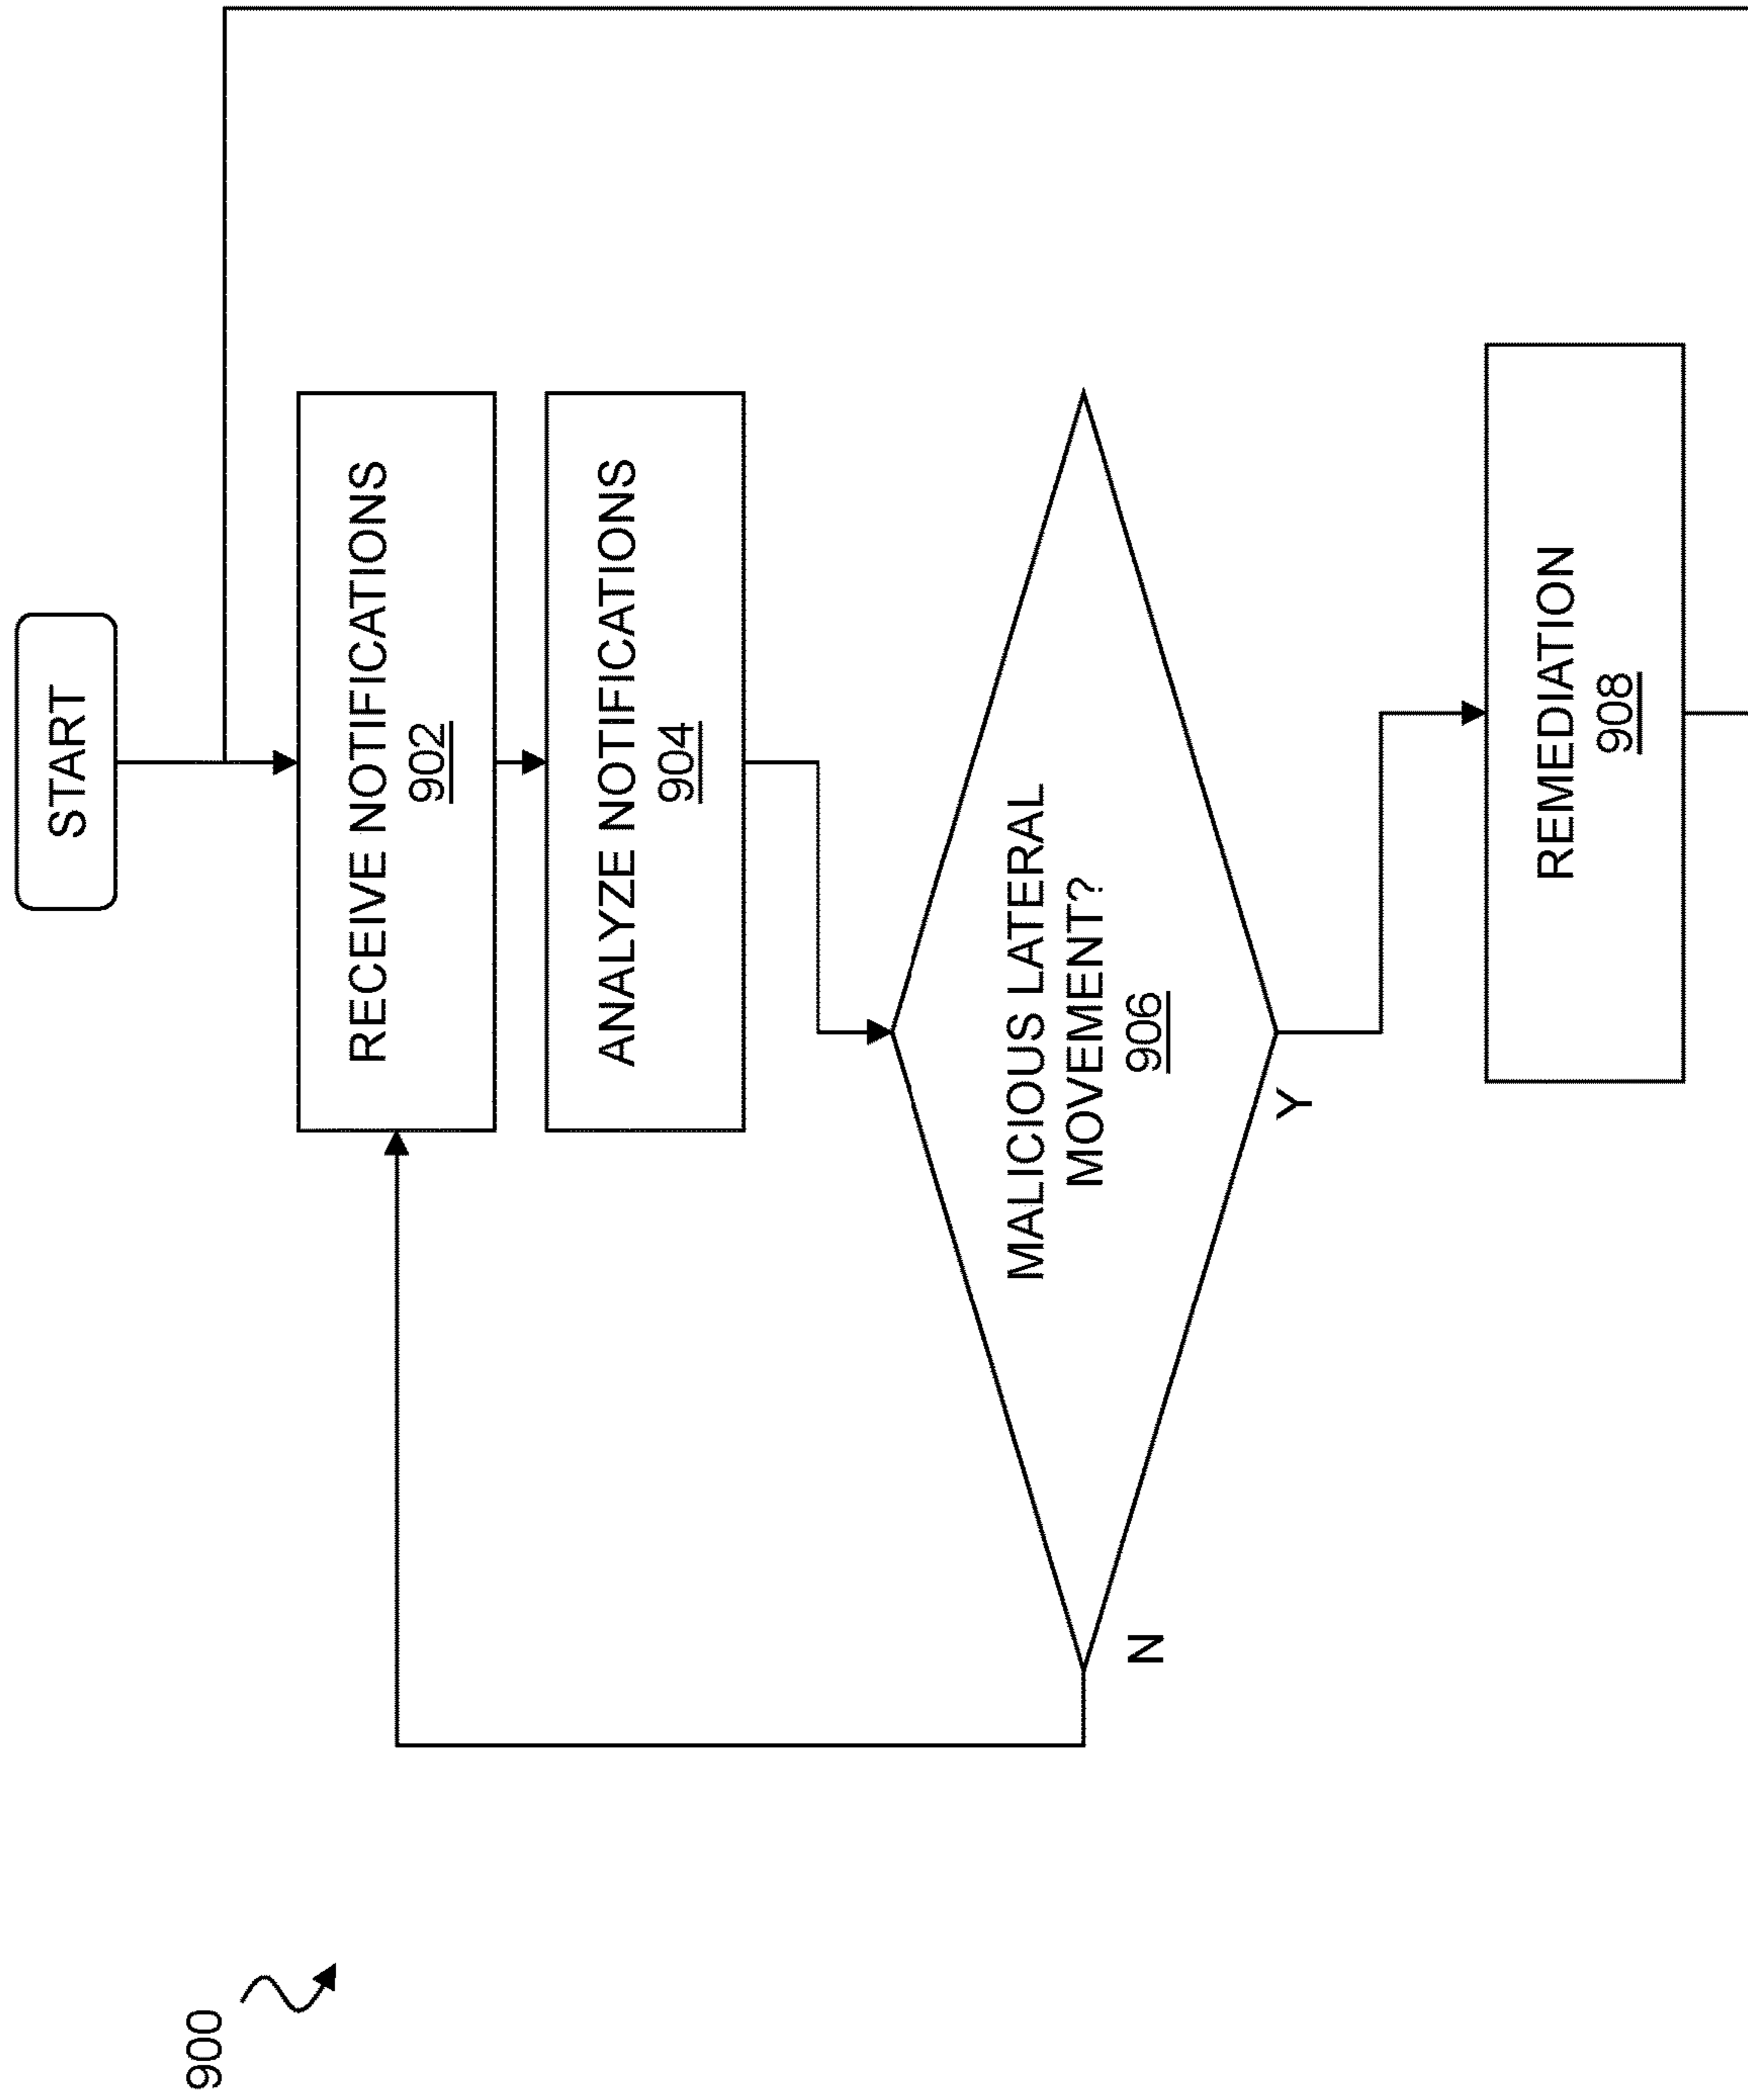 900
START
RECEIVE NOTIFICATIONS
902
ANALYZE NOTIFICATIONS
904
MALICIOUS LATERAL
MOVEMENT?
906
N
Y
REMEDIATION
908